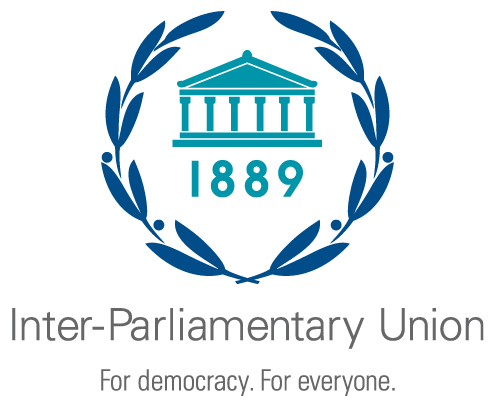 1889
Inter-Parliamentary Union
For democracy. For everyone.